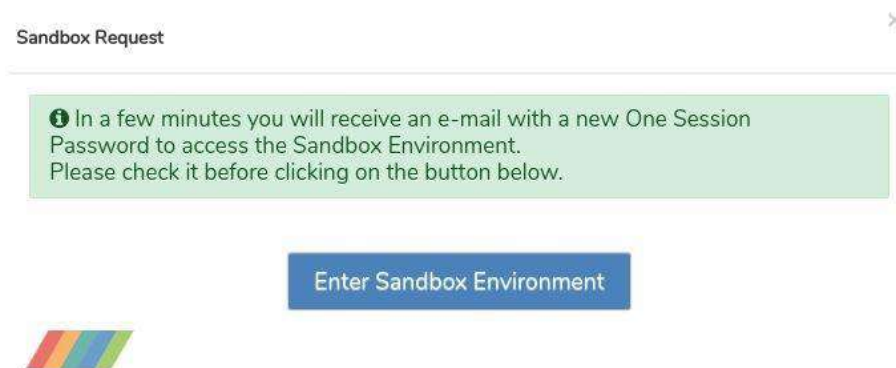 Sandbox Request
In a few minutes you will receive an e-mail with a new One Session
Password to access the Sandbox Environment.
Please check it before clicking on the button below.
Enter Sandbox Environment